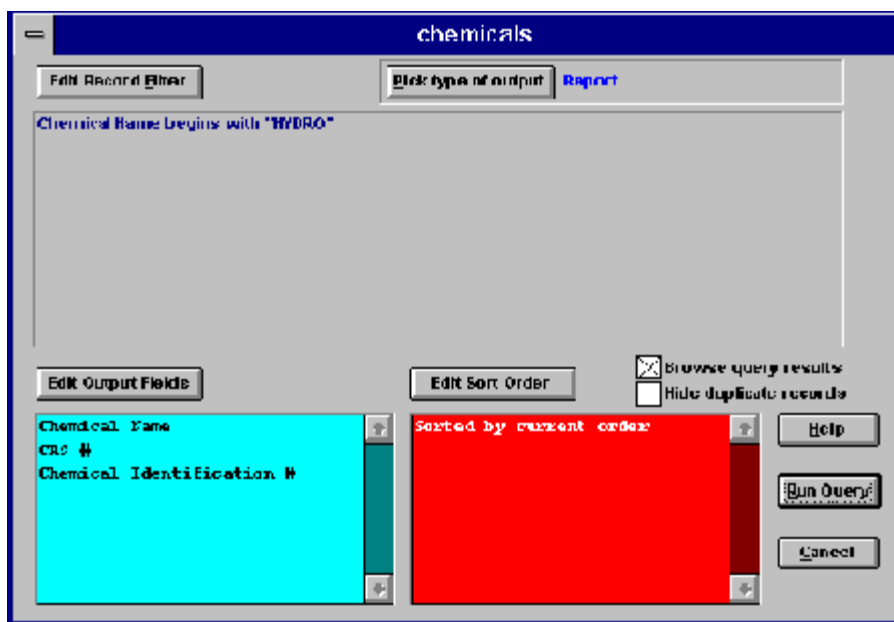 chemicals
Edit Record Filter
Pick type of output Report
Chemical Name begins with "HYDRO"
Browse query results
Edit Output Fields Edit Sort Order
Hide duplicate records
Chemical Name Sorted by current order
CAS #
Chemical Identification #
Help
Run Query
Cancel